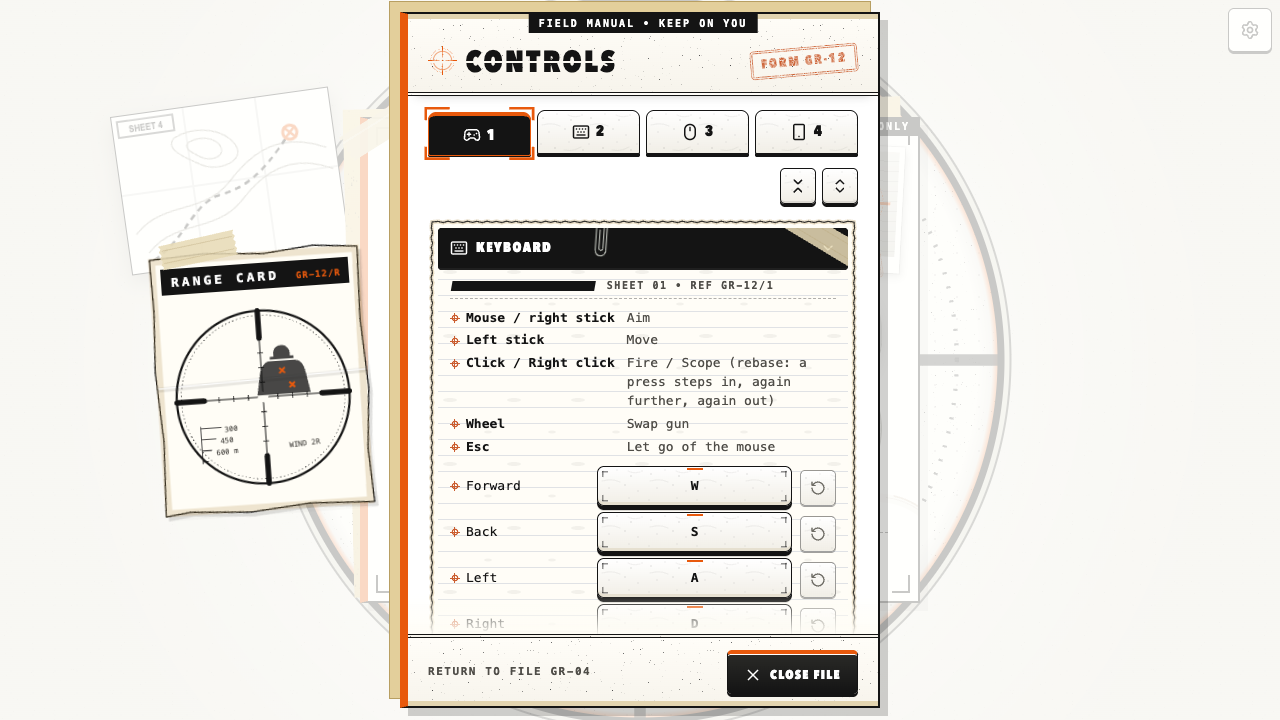 FIELD MANUAL • KEEP ON YOU
CONTROLS
FORM GR-12
1
2
3
4
SHEET 4
ONLY
KEYBOARD
SHEET 01 • REF GR-12/1
Mouse / right stick Aim
Left stick Move
Click / Right click Fire / Scope (rebase: a
press steps in, again
further, again out)
Wheel Swap gun
Esc Let go of the mouse
Forward W
Back S
Left A
Right D
RANGE CARD GR-12/R
300
450
600 m
WIND 2R
RETURN TO FILE GR-04
CLOSE FILE